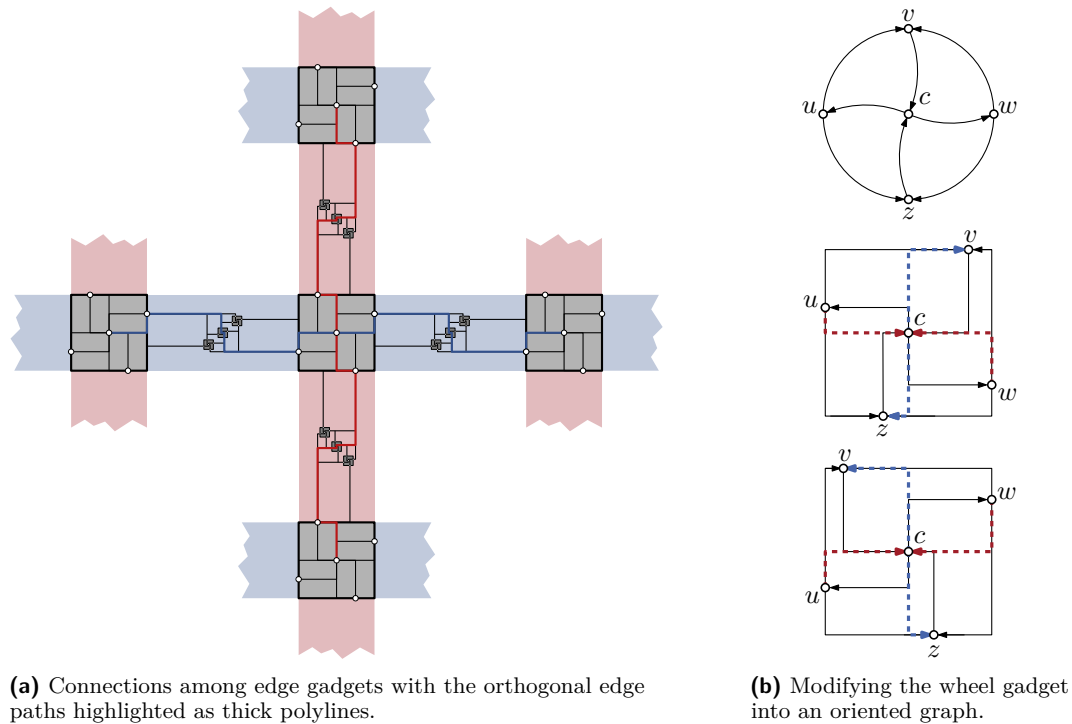 v
u
c
w
z
v
u
c
w
z
v
w
c
u
z
(a) Connections among edge gadgets with the orthogonal edge
paths highlighted as thick polylines.
(b) Modifying the wheel gadget
into an oriented graph.